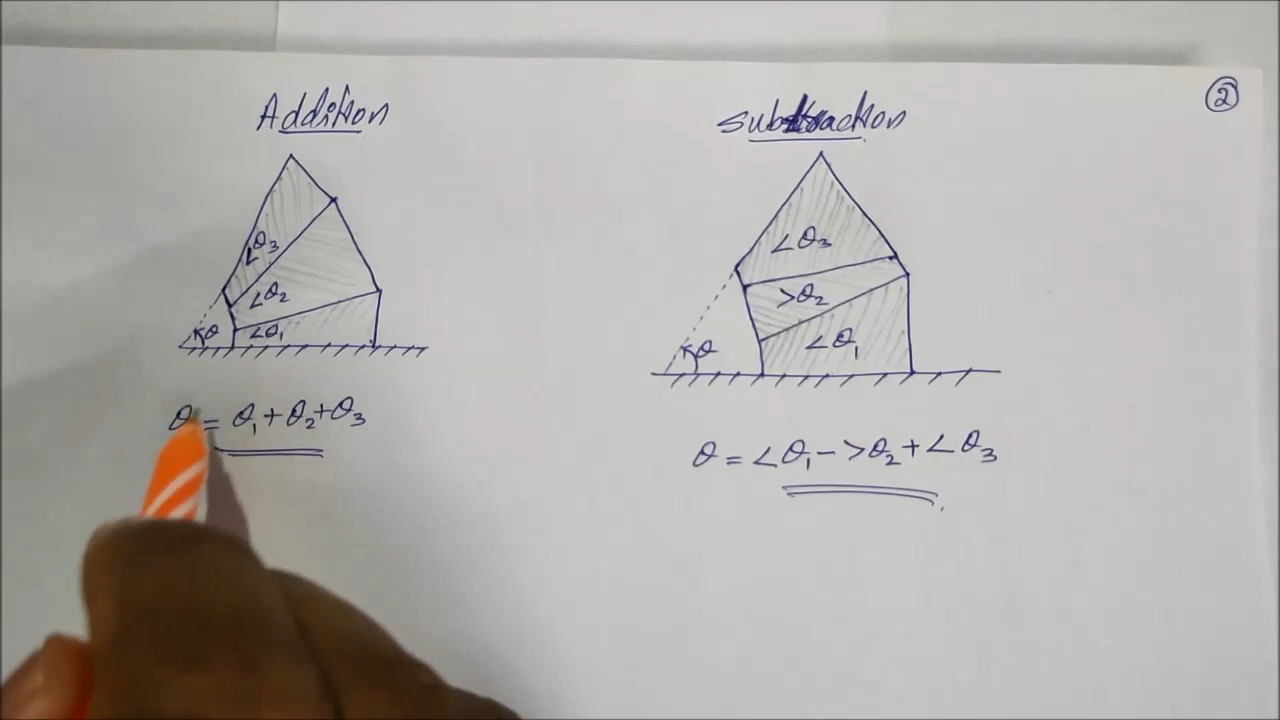 ②
Addition
<θ3
<θ2
θ
<θ1
θ = θ1+θ2+θ3
Subtraction
<θ3
>θ2
<θ1
θ
θ = <θ1 - >θ2 + <θ3